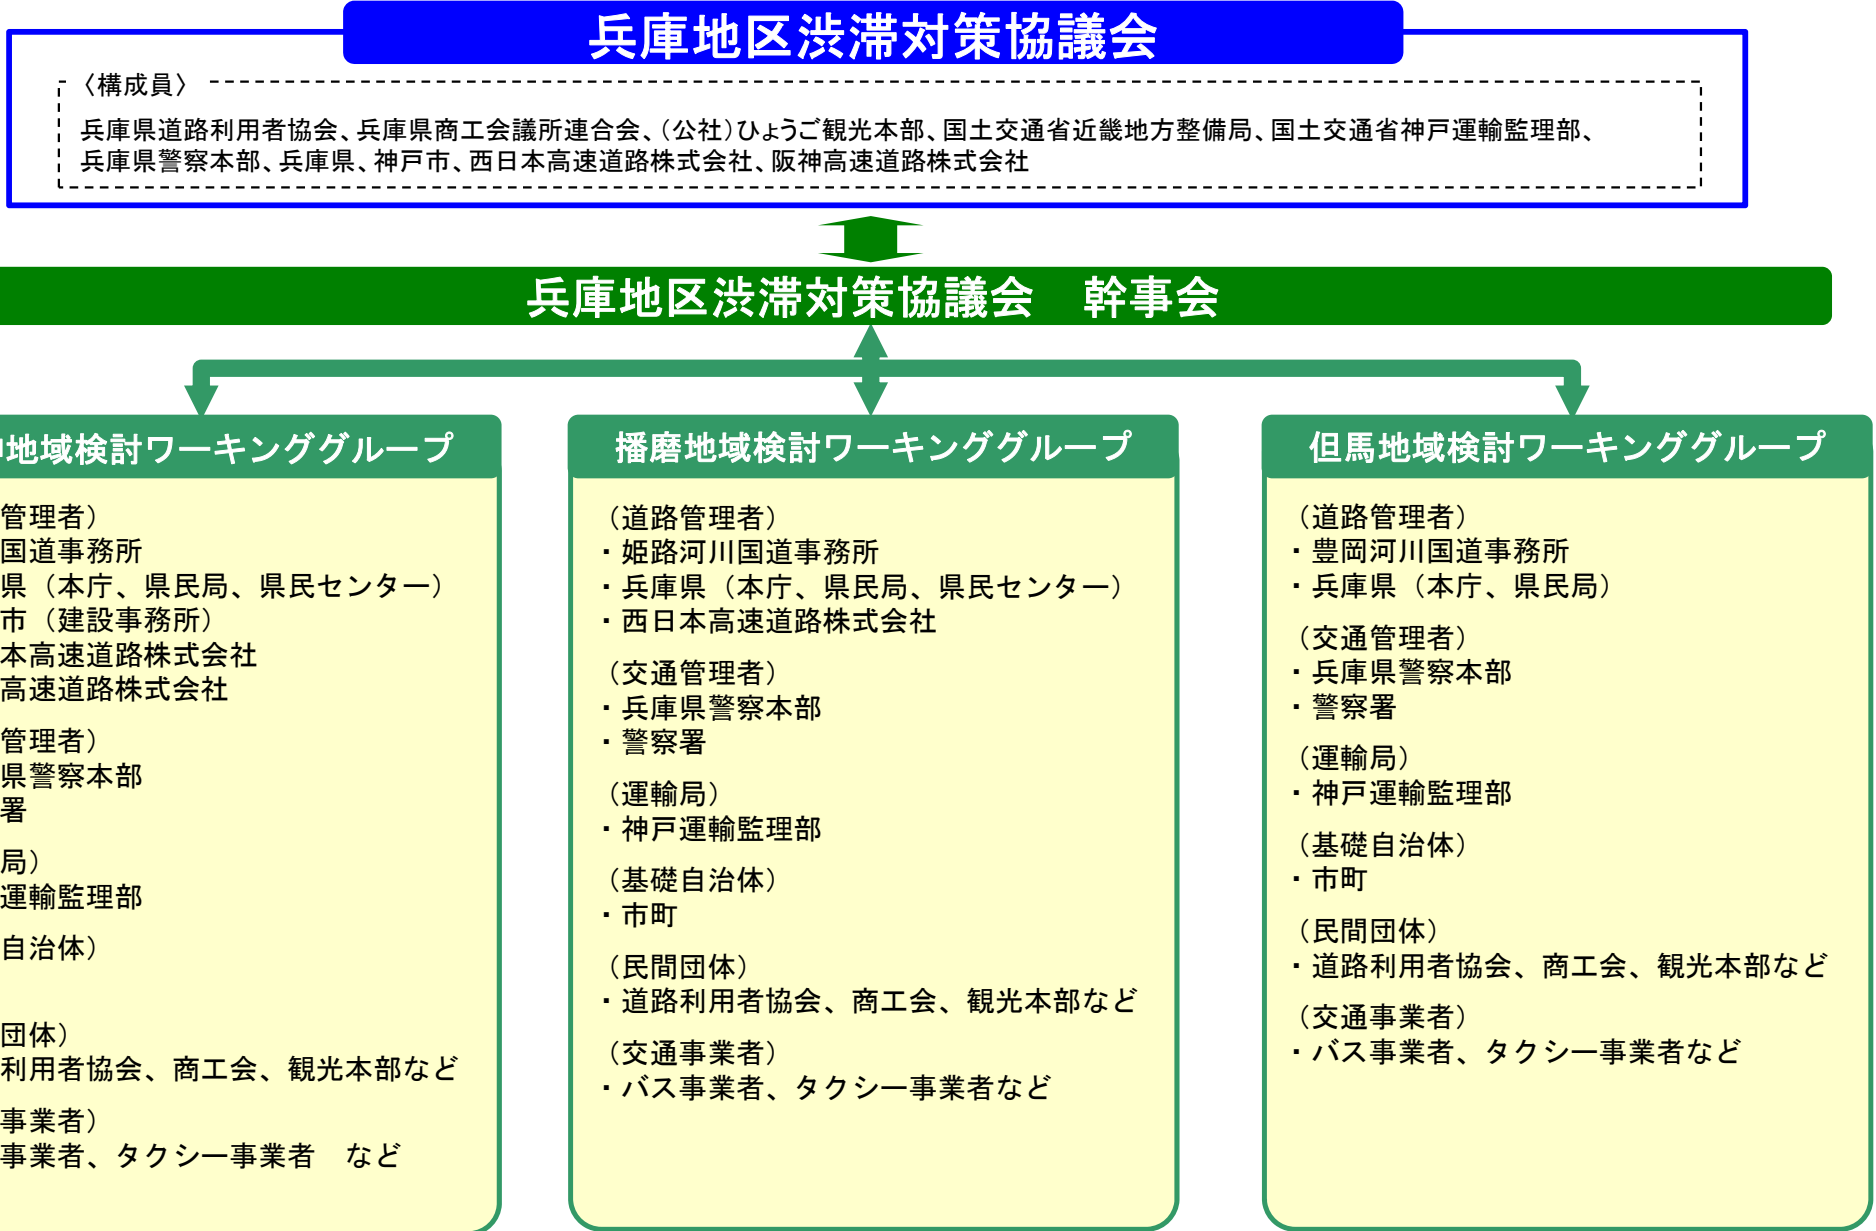 兵庫地区渋滞対策協議会
〈構成員〉
兵庫県道路利用者協会、兵庫県商工会議所連合会、（公社）ひょうご観光本部、国土交通省近畿地方整備局、国土交通省神戸運輸監理部、
兵庫県警察本部、兵庫県、神戸市、西日本高速道路株式会社、阪神高速道路株式会社
兵庫地区渋滞対策協議会　幹事会
地域検討ワーキンググループ
管理者）
国道事務所
県（本庁、県民局、県民センター）
市（建設事務所）
本高速道路株式会社
高速道路株式会社
管理者）
県警察本部
署
局）
運輸監理部
自治体）
団体）
利用者協会、商工会、観光本部など
事業者）
事業者、タクシー事業者　など
播磨地域検討ワーキンググループ
（道路管理者）
・姫路河川国道事務所
・兵庫県（本庁、県民局、県民センター）
・西日本高速道路株式会社
（交通管理者）
・兵庫県警察本部
・警察署
（運輸局）
・神戸運輸監理部
（基礎自治体）
・市町
（民間団体）
・道路利用者協会、商工会、観光本部など
（交通事業者）
・バス事業者、タクシー事業者など
但馬地域検討ワーキンググループ
（道路管理者）
・豊岡河川国道事務所
・兵庫県（本庁、県民局）
（交通管理者）
・兵庫県警察本部
・警察署
（運輸局）
・神戸運輸監理部
（基礎自治体）
・市町
（民間団体）
・道路利用者協会、商工会、観光本部など
（交通事業者）
・バス事業者、タクシー事業者など